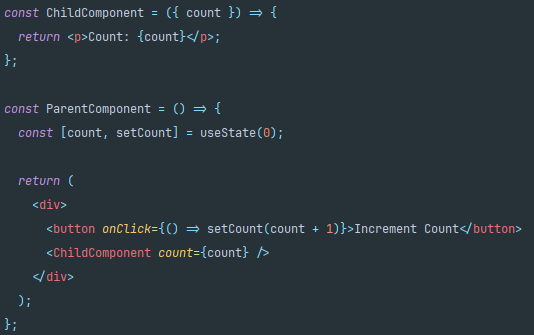 const ChildComponent = ({ count }) => {
  return <p>Count: {count}</p>;
};

const ParentComponent = () => {
  const [count, setCount] = useState(0);

  return (
    <div>
      <button onClick={() => setCount(count + 1)}>Increment Count</button>
      <ChildComponent count={count} />
    </div>
  );
};